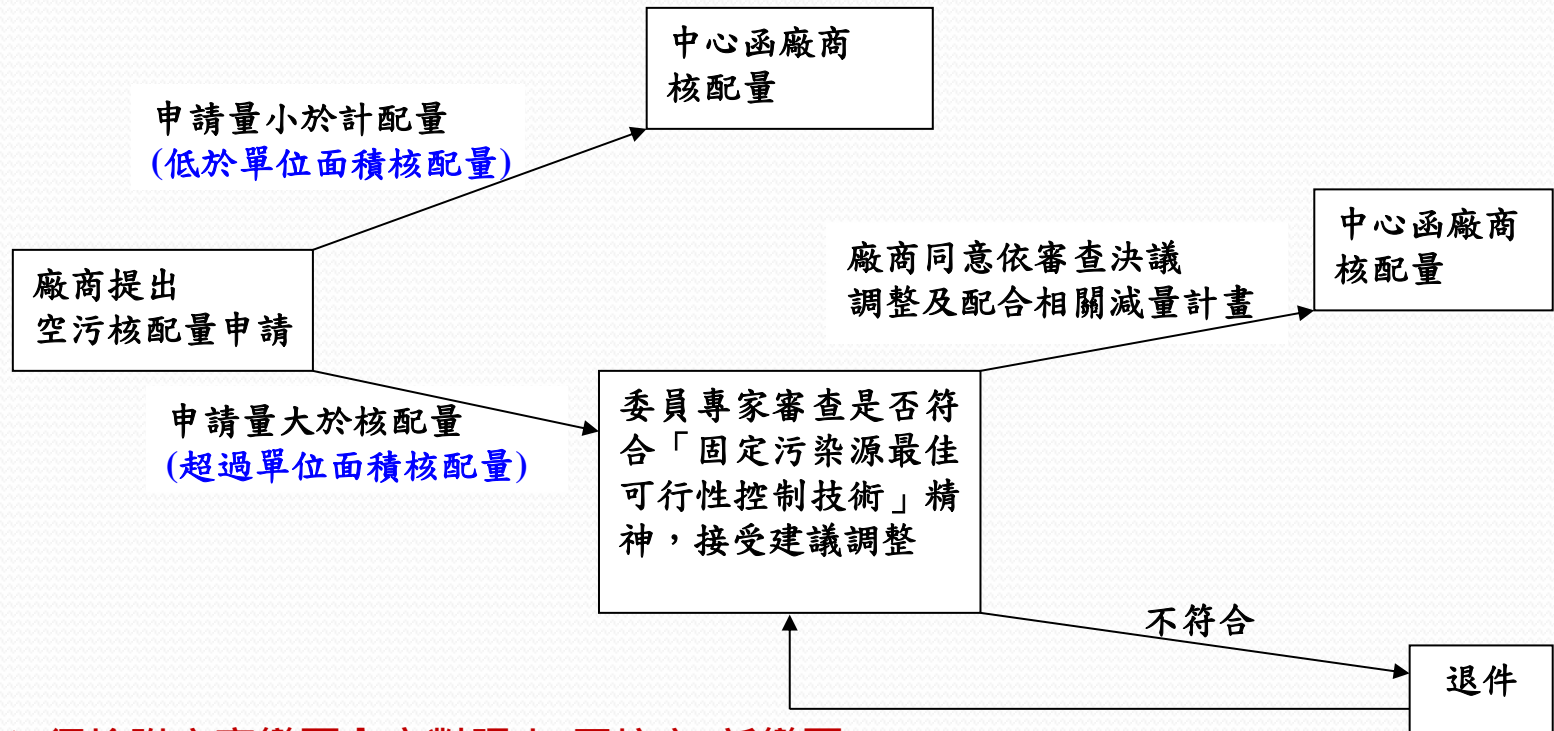 中心函廠商
核配量
申請量小於計配量
(低於單位面積核配量)
廠商提出
空污核配量申請
中心函廠商
核配量
廠商同意依審查決議
調整及配合相關減量計畫
申請量大於核配量
(超過單位面積核配量)
委員專家審查是否符
合「固定污染源最佳
可行性控制技術」精
神，接受建議調整
不符合
退件